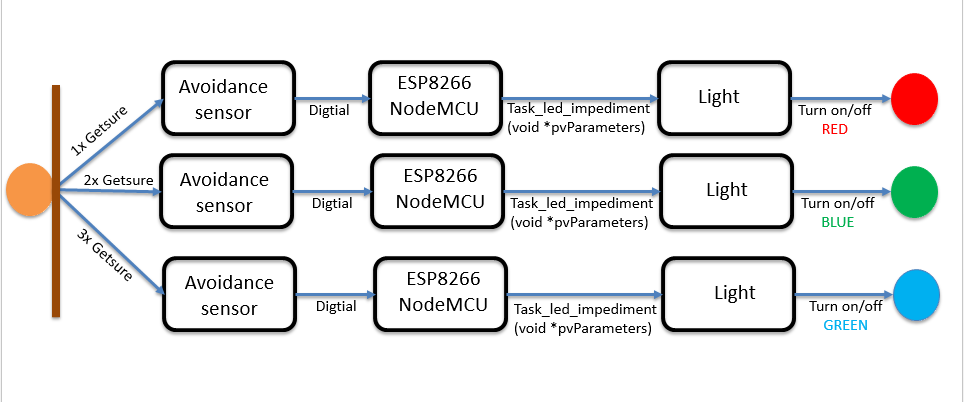 1x Getsure
Avoidance
sensor
Digtial
ESP8266
NodeMCU
Task_led_impediment
(void *pvParameters)
Light
Turn on/off
RED
2x Getsure
Avoidance
sensor
Digtial
ESP8266
NodeMCU
Task_led_impediment
(void *pvParameters)
Light
Turn on/off
BLUE
3x Getsure
Avoidance
sensor
Digtial
ESP8266
NodeMCU
Task_led_impediment
(void *pvParameters)
Light
Turn on/off
GREEN